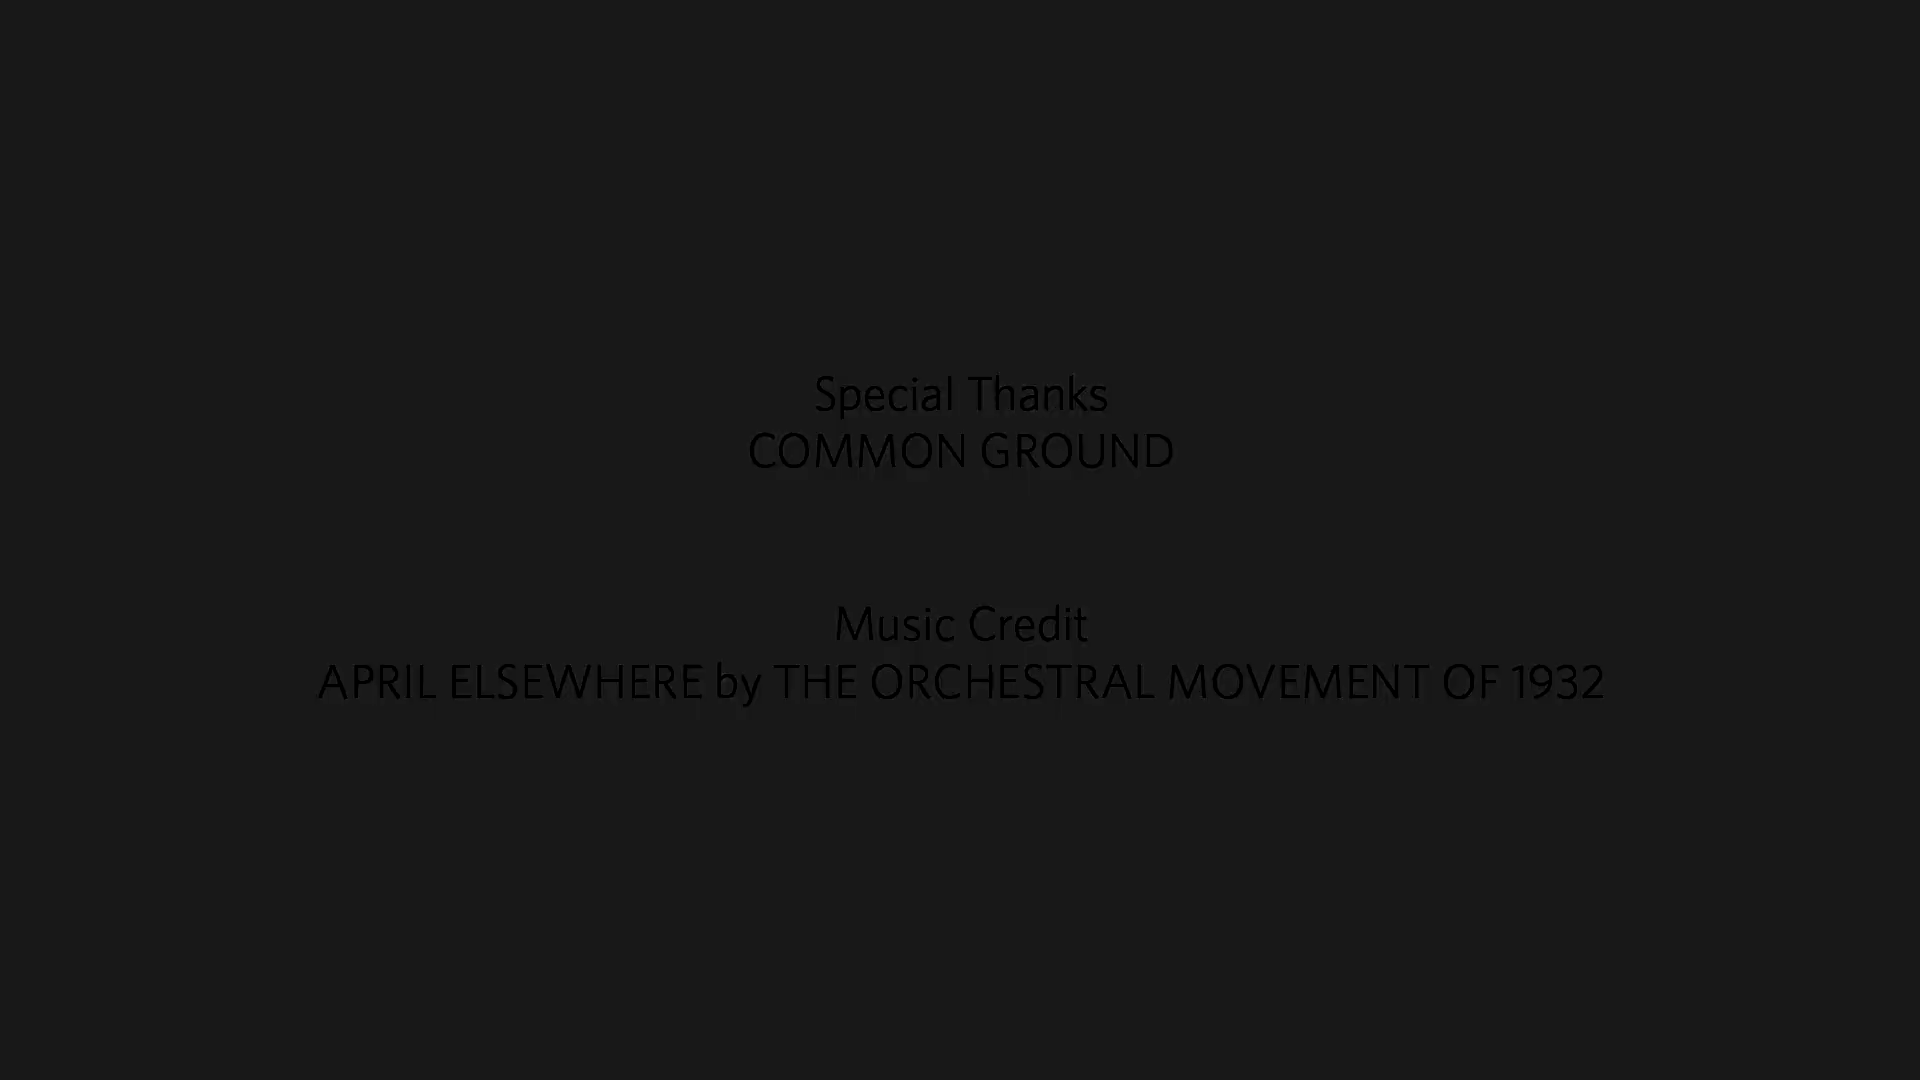 Special Thanks
COMMON GROUND
Music Credit
APRIL ELSEWHERE by THE ORCHESTRAL MOVEMENT OF 1932